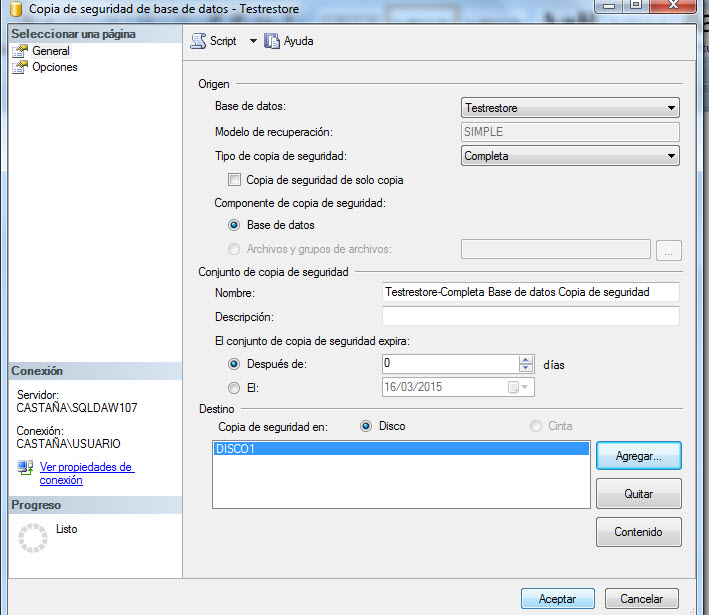 Copia de seguridad de base de datos - Testrestore
Seleccionar una página
General
Opciones
Script
Ayuda
Origen
Base de datos:
Testrestore
Modelo de recuperación:
SIMPLE
Tipo de copia de seguridad:
Completa
Copia de seguridad de solo copia
Componente de copia de seguridad:
Base de datos
Archivos y grupos de archivos:
...
Conjunto de copia de seguridad
Nombre:
Testrestore-Completa Base de datos Copia de seguridad
Descripción:
El conjunto de copia de seguridad expira:
Después de:
0
días
El:
16/03/2015
Destino
Copia de seguridad en:
Disco
Cinta
DISCO1
Agregar...
Quitar
Contenido
Conexión
Servidor:
CASTAÑA\SQLDAW107
Conexión:
CASTAÑA\USUARIO
Ver propiedades de
conexión
Progreso
Listo
Aceptar
Cancelar